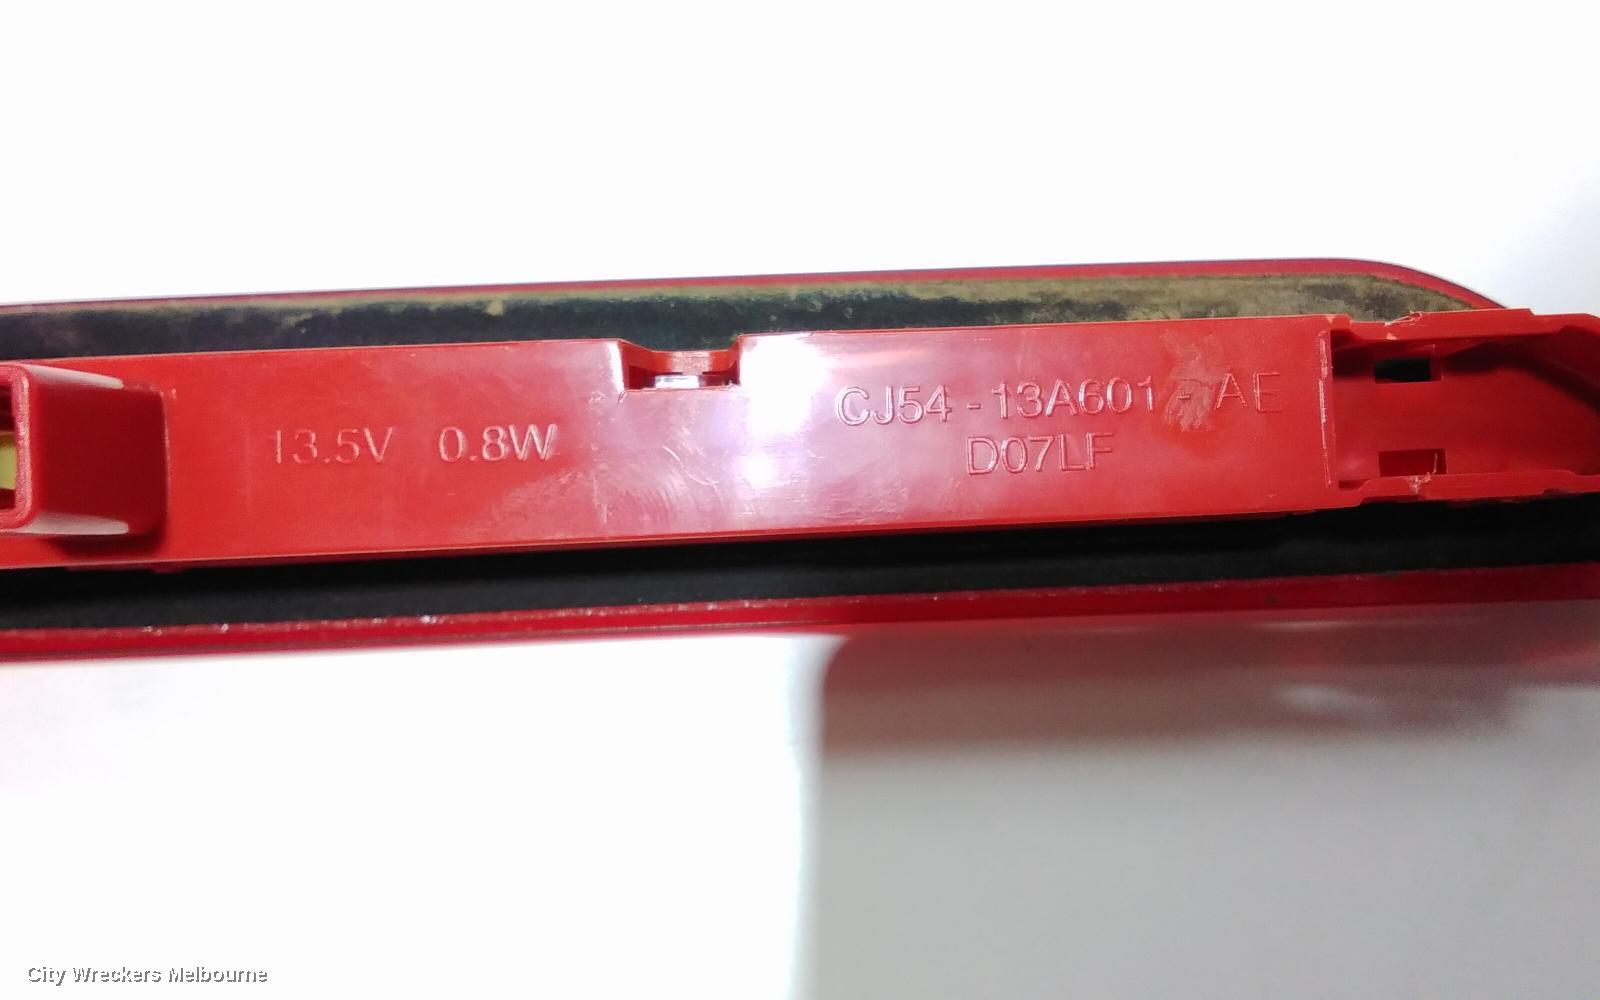 13.5V 0.8W
CJ54-13A601-AE
D07LF
City Wreckers Melbourne